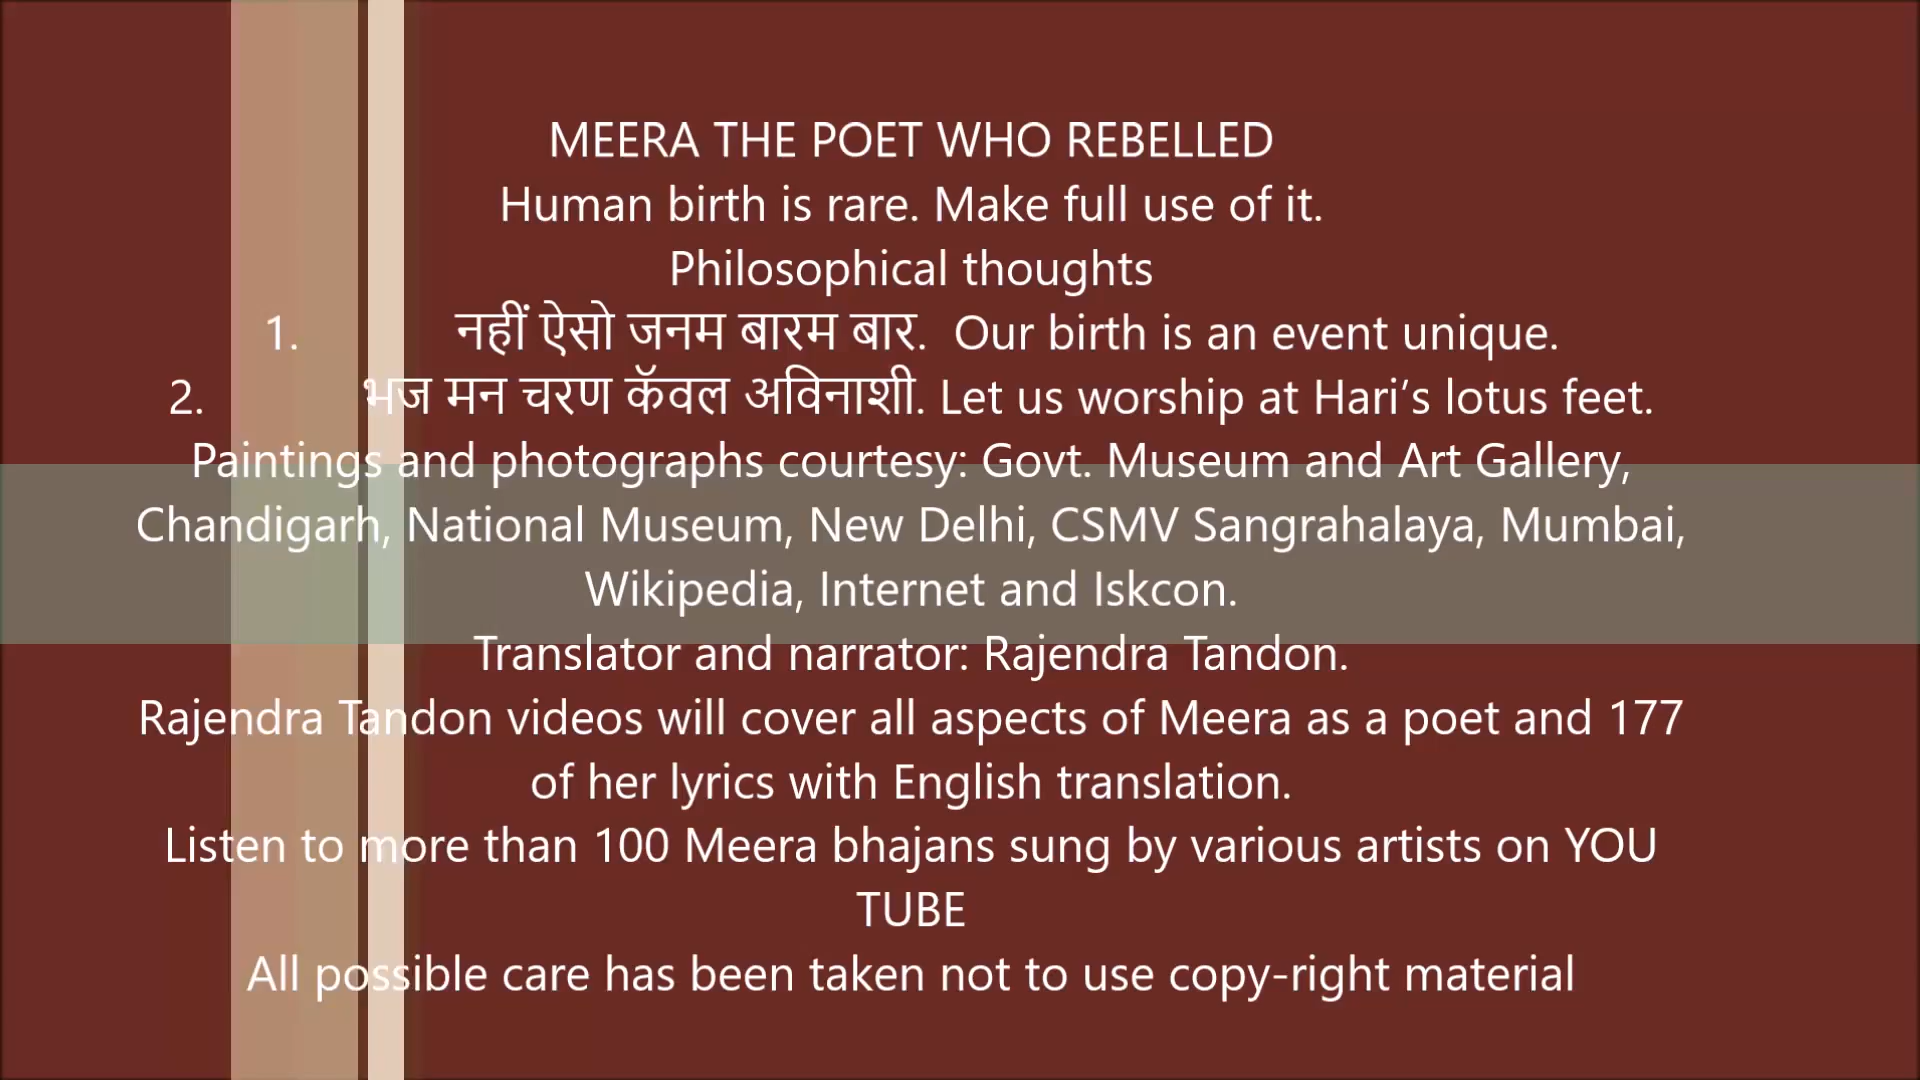 MEERA THE POET WHO REBELLED
Human birth is rare. Make full use of it.
Philosophical thoughts
1. नहीं ऐसो जनम बारम बार. Our birth is an event unique.
2. भज मन चरण कॅवल अविनाशी. Let us worship at Hari’s lotus feet.
Paintings and photographs courtesy: Govt. Museum and Art Gallery,
Chandigarh, National Museum, New Delhi, CSMV Sangrahalaya, Mumbai,
Wikipedia, Internet and Iskcon.
Translator and narrator: Rajendra Tandon.
Rajendra Tandon videos will cover all aspects of Meera as a poet and 177
of her lyrics with English translation.
Listen to more than 100 Meera bhajans sung by various artists on YOU
TUBE
All possible care has been taken not to use copy-right material